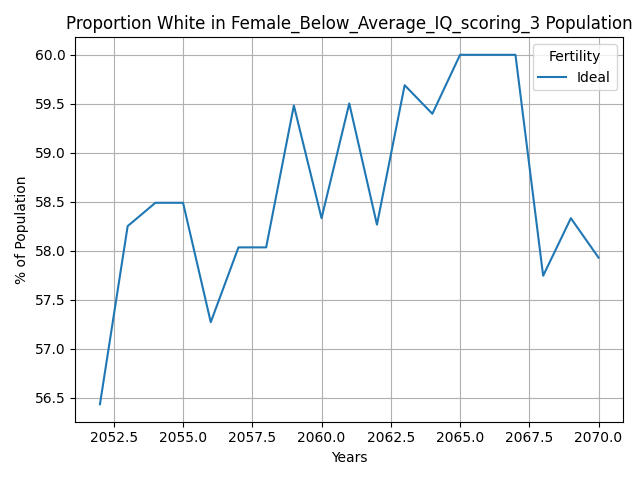 Proportion White in Female_Below_Average_IQ_scoring_3 Population
60.0
59.5
59.0
58.5
58.0
57.5
57.0
56.5
% of Population
Fertility
Ideal
2052.5 2055.0 2057.5 2060.0 2062.5 2065.0 2067.5 2070.0
Years